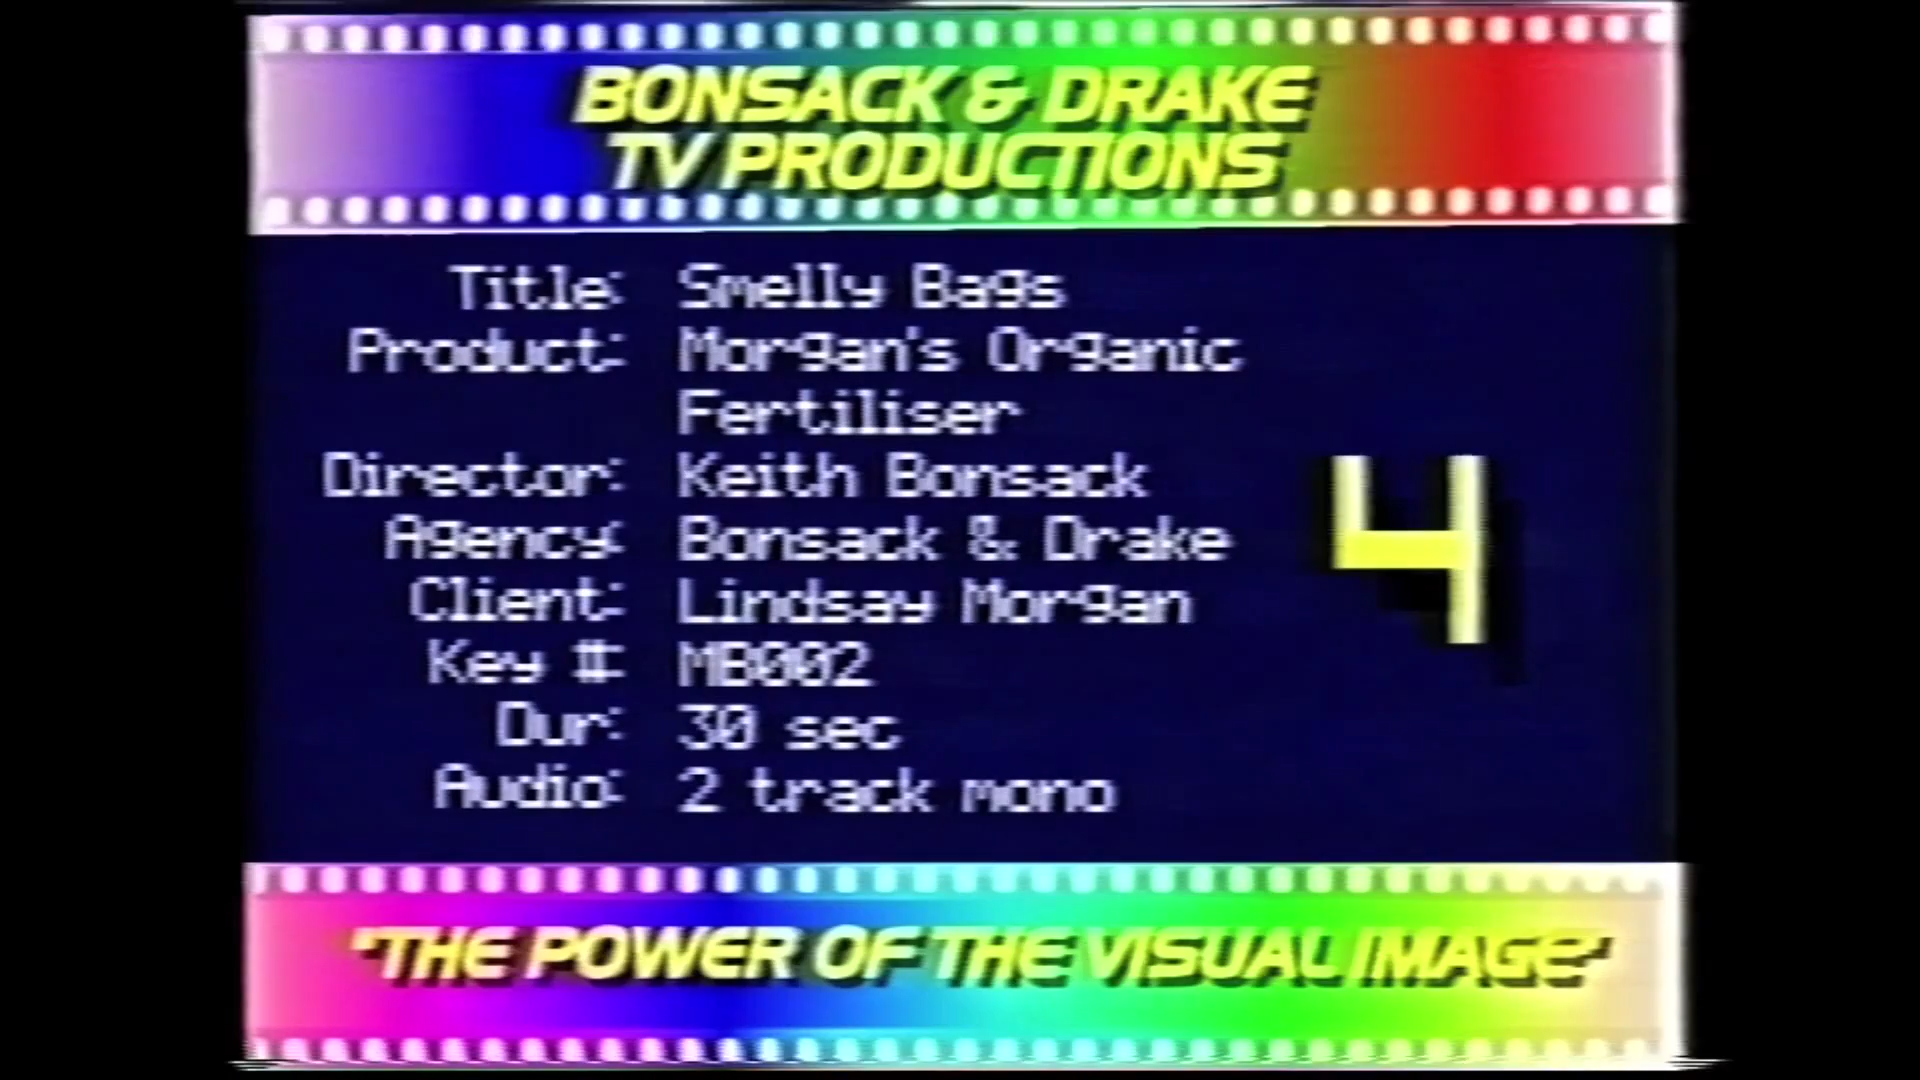 BONSACK & DRAKE
TV PRODUCTIONS
Title: Smelly Bags
Product: Morgan's Organic
Fertiliser
Director: Keith Bonsack
Agency: Bonsack & Drake
Client: Lindsay Morgan
Key #: MB002
Dur: 30 sec
Audio: 2 track mono
4
"THE POWER OF THE VISUAL IMAGE"